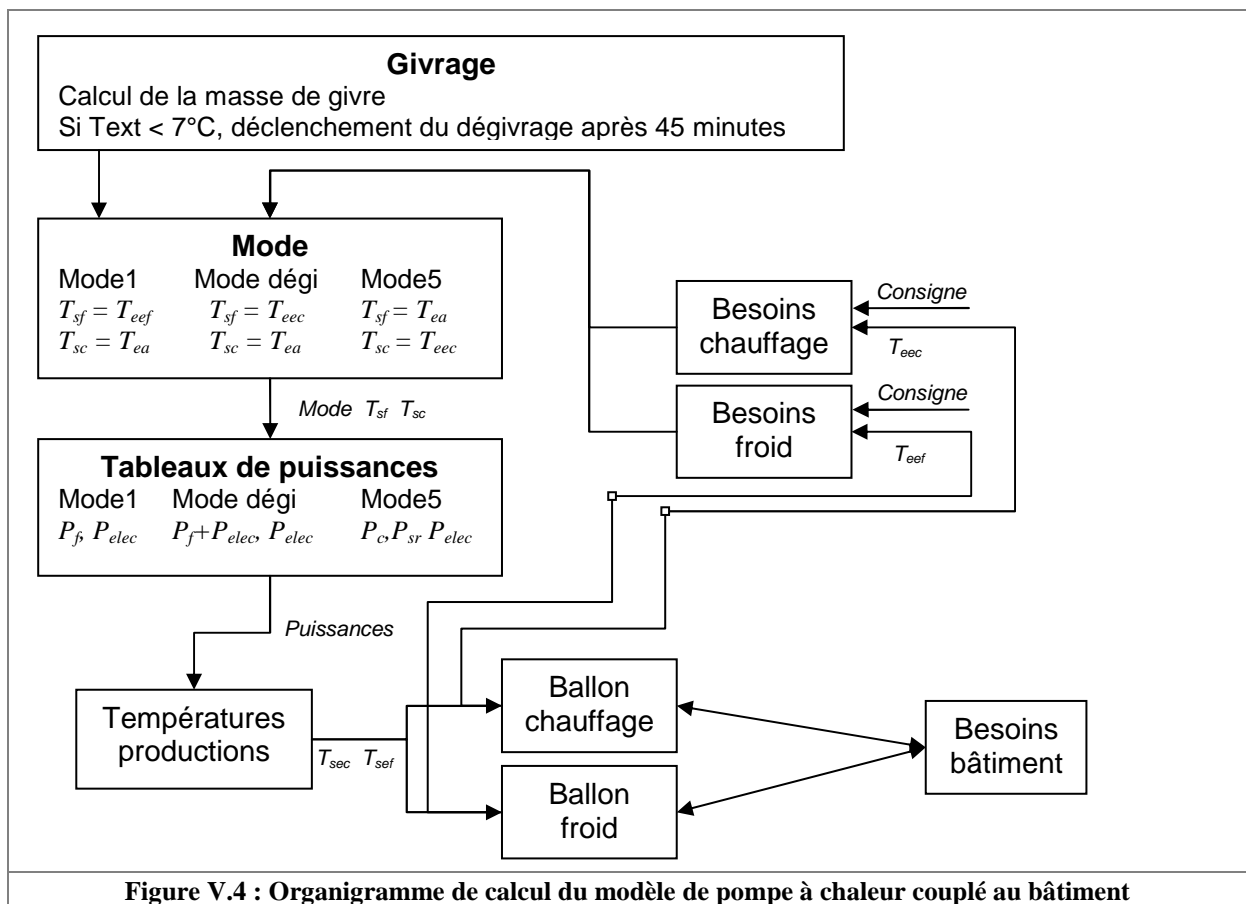 Givrage
Calcul de la masse de givre
Si Text < 7°C, déclenchement du dégivrage après 45 minutes
Mode
Mode1 Mode dégi Mode5
T_sf = T_eef T_sf = T_eec T_sf = T_ea
T_sc = T_ea T_sc = T_ea T_sc = T_eec
Mode T_sf T_sc
Tableaux de puissances
Mode1 Mode dégi Mode5
P_f, P_elec P_f+P_elec, P_elec P_c,P_sr P_elec
Puissances
Températures
productions
T_sec T_sef
Besoins
chauffage
Consigne
T_eec
Besoins
froid
Consigne
T_eef
Ballon
chauffage
Ballon
froid
Besoins
bâtiment
Figure V.4 : Organigramme de calcul du modèle de pompe à chaleur couplé au bâtiment